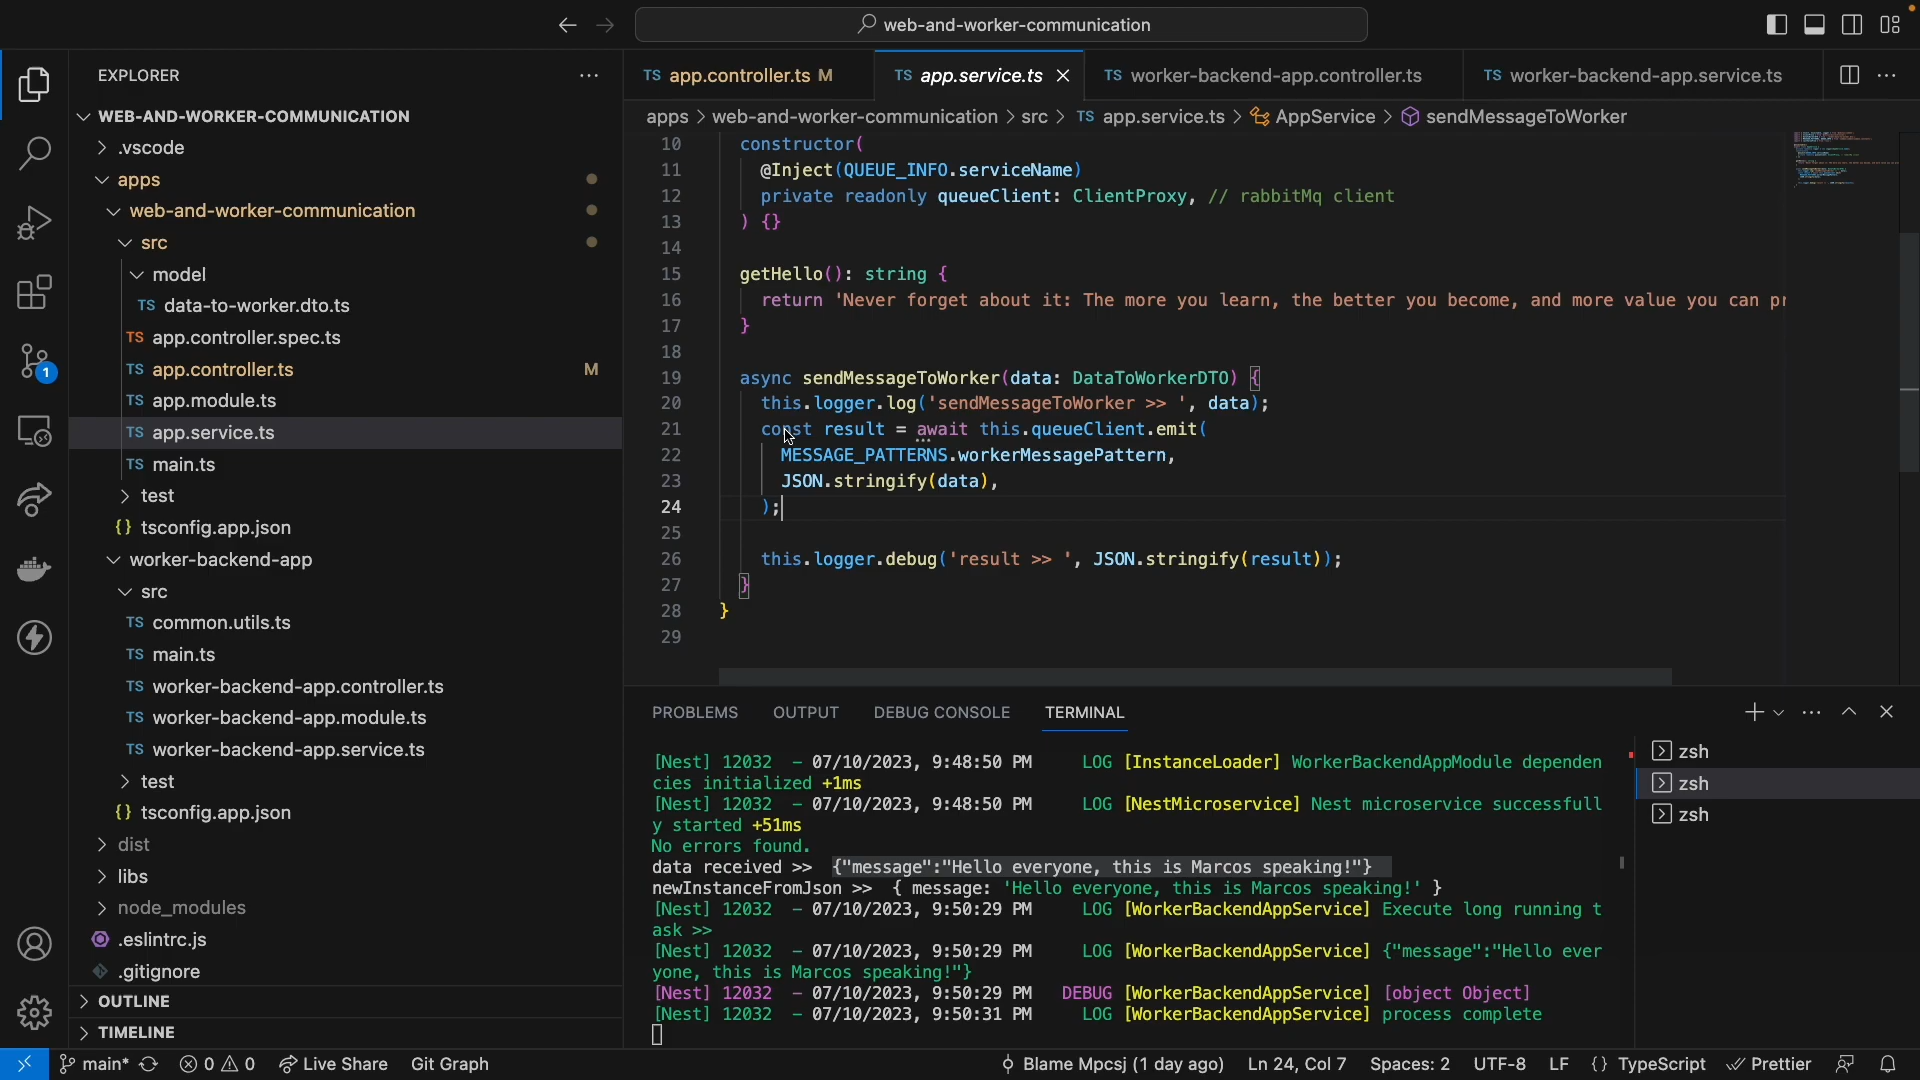 web-and-worker-communication
EXPLORER
WEB-AND-WORKER-COMMUNICATION
.vscode
apps
web-and-worker-communication
src
model
TS data-to-worker.dto.ts
TS app.controller.spec.ts
TS app.controller.ts M
TS app.module.ts
TS app.service.ts
TS main.ts
test
{} tsconfig.app.json
worker-backend-app
src
TS common.utils.ts
TS main.ts
TS worker-backend-app.controller.ts
TS worker-backend-app.module.ts
TS worker-backend-app.service.ts
test
{} tsconfig.app.json
dist
libs
node_modules
.eslintrc.js
.gitignore
OUTLINE
TIMELINE
1
TS app.controller.ts M
TS app.service.ts
TS worker-backend-app.controller.ts
TS worker-backend-app.service.ts
apps > web-and-worker-communication > src > TS app.service.ts > AppService > sendMessageToWorker
10 constructor(
11 @Inject(QUEUE_INFO.serviceName)
12 private readonly queueClient: ClientProxy, // rabbitMq client
13 ) {}
14
15 getHello(): string {
16 return 'Never forget about it: The more you learn, the better you become, and more value you can pr
17 }
18
19 async sendMessageToWorker(data: DataToWorkerDTO) {
20 this.logger.log('sendMessageToWorker >> ', data);
21 const result = await this.queueClient.emit(
22 MESSAGE_PATTERNS.workerMessagePattern,
23 JSON.stringify(data),
24 );
25
26 this.logger.debug('result >> ', JSON.stringify(result));
27 }
28 }
29
PROBLEMS OUTPUT DEBUG CONSOLE TERMINAL
[Nest] 12032  - 07/10/2023, 9:48:50 PM     LOG [InstanceLoader] WorkerBackendAppModule dependen
cies initialized +1ms
[Nest] 12032  - 07/10/2023, 9:48:50 PM     LOG [NestMicroservice] Nest microservice successfull
y started +51ms
No errors found.
data received >>  {"message":"Hello everyone, this is Marcos speaking!"}
newInstanceFromJson >>  { message: 'Hello everyone, this is Marcos speaking!' }
[Nest] 12032  - 07/10/2023, 9:50:29 PM     LOG [WorkerBackendAppService] Execute long running t
ask >>
[Nest] 12032  - 07/10/2023, 9:50:29 PM     LOG [WorkerBackendAppService] {"message":"Hello ever
yone, this is Marcos speaking!"}
[Nest] 12032  - 07/10/2023, 9:50:29 PM   DEBUG [WorkerBackendAppService] [object Object]
[Nest] 12032  - 07/10/2023, 9:50:31 PM     LOG [WorkerBackendAppService] process complete
zsh
zsh
zsh
main* 0 0 Live Share Git Graph Blame Mpcsj (1 day ago) Ln 24, Col 7 Spaces: 2 UTF-8 LF {} TypeScript Prettier